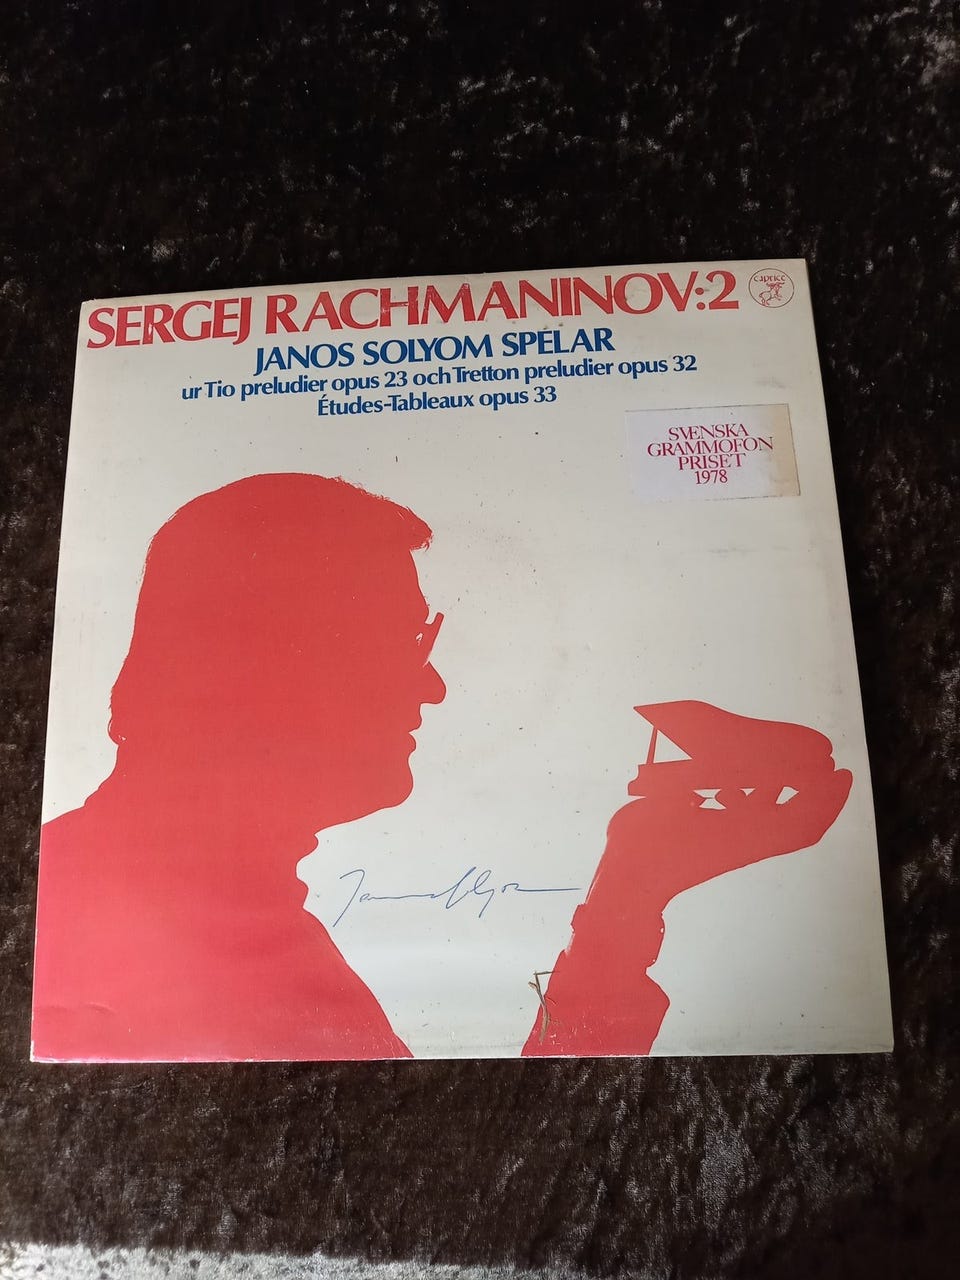 SERGEJ RACHMANINOV:2
caprice
JANOS SOLYOM SPELAR
ur Tio preludier opus 23 och Tretton preludier opus 32
Études-Tableaux opus 33
SVENSKA
GRAMMOFON
PRISET
1978